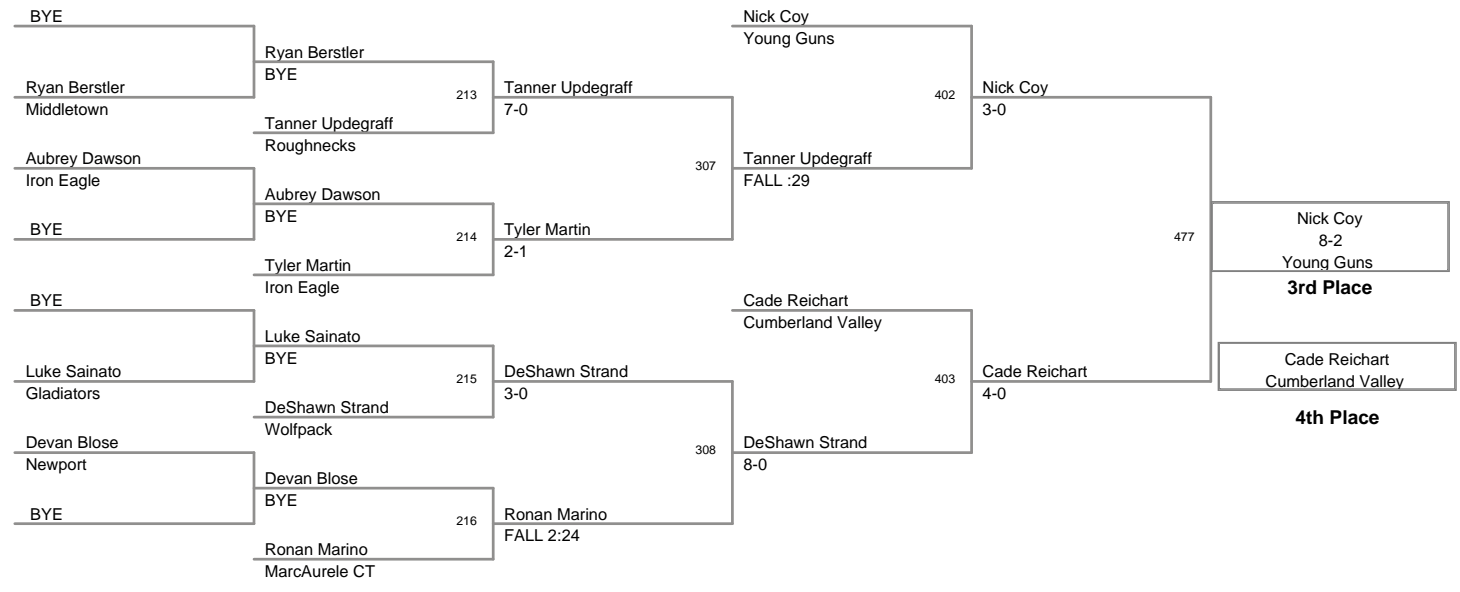 BYE
Ryan Berstler
Middletown
Aubrey Dawson
Iron Eagle
BYE
BYE
Luke Sainato
Gladiators
Devan Blose
Newport
BYE
Ryan Berstler
BYE
213
Tanner Updegraff
Roughnecks
Aubrey Dawson
BYE
214
Tyler Martin
Iron Eagle
Luke Sainato
BYE
215
DeShawn Strand
Wolfpack
Devan Blose
BYE
216
Ronan Marino
MarcAurele CT
Tanner Updegraff
7-0
307
Tyler Martin
2-1
DeShawn Strand
3-0
308
Ronan Marino
FALL 2:24
Nick Coy
Young Guns
402
Tanner Updegraff
FALL :29
Cade Reichart
Cumberland Valley
403
DeShawn Strand
8-0
Nick Coy
3-0
477
Cade Reichart
4-0
Nick Coy
8-2
Young Guns
3rd Place
Cade Reichart
Cumberland Valley
4th Place